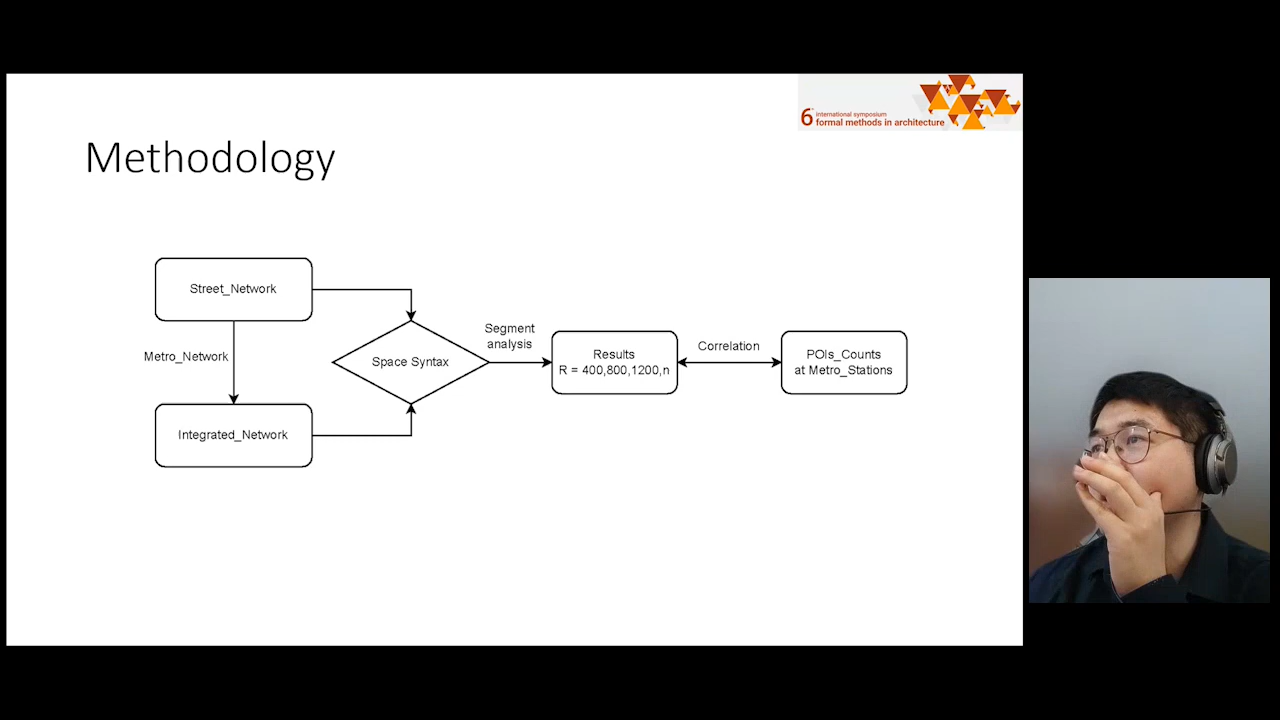 6th international symposium
formal methods in architecture
Methodology
Street_Network
Metro_Network
Integrated_Network
Space Syntax
Segment
analysis
Results
R = 400,800,1200,n
Correlation
POIs_Counts
at Metro_Stations